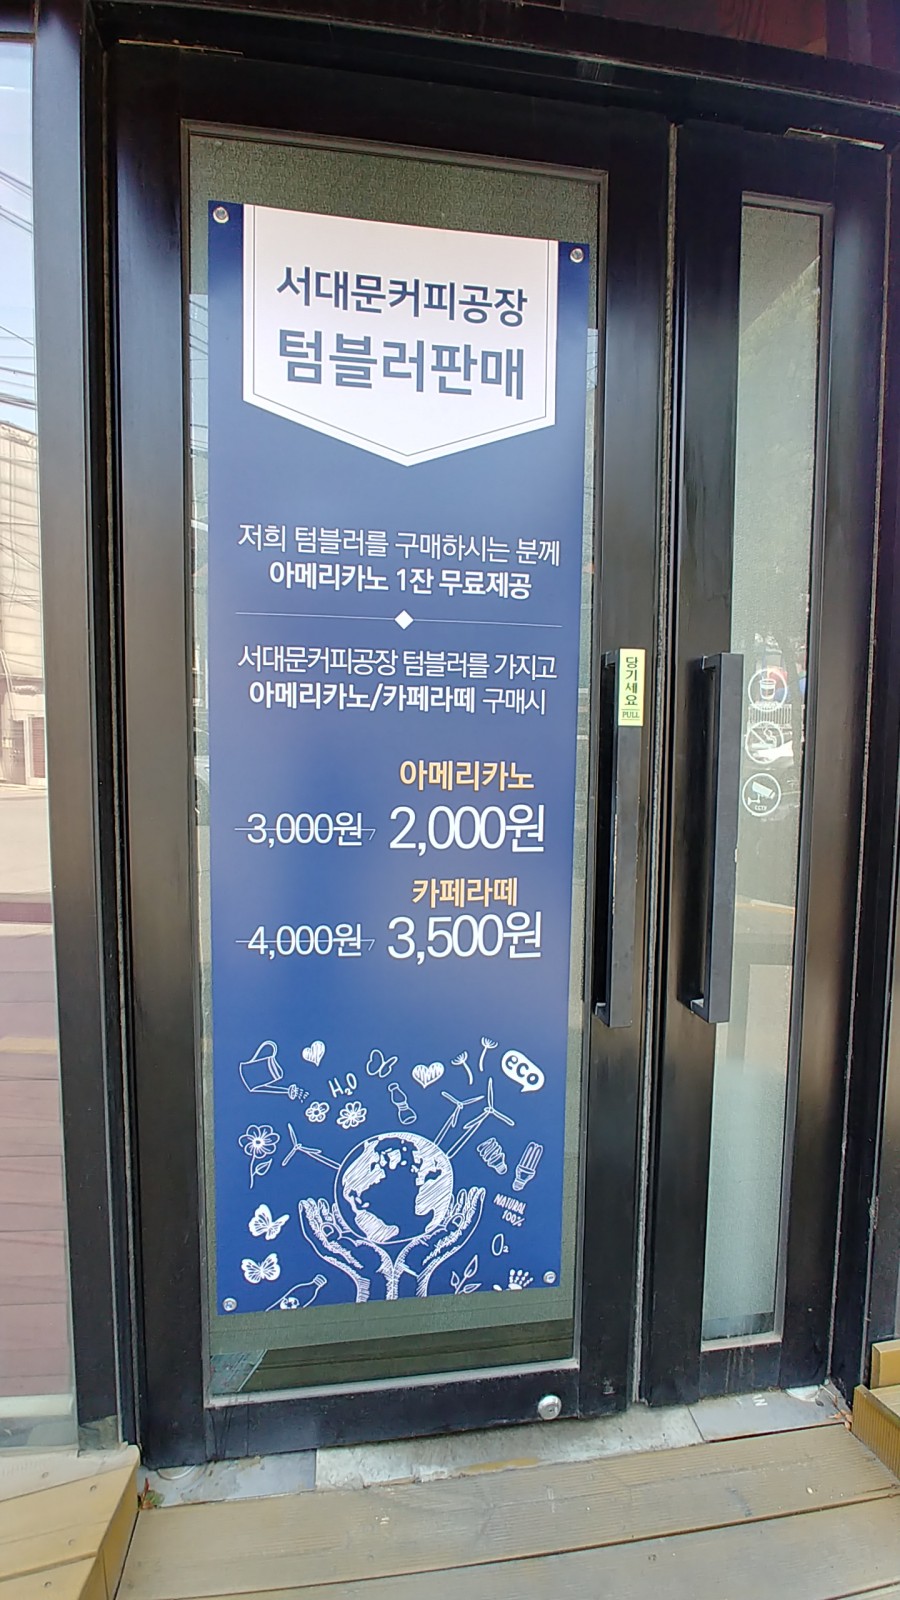 서대문커피공장
텀블러판매
저희 텀블러를 구매하시는 분께
아메리카노 1잔 무료제공
서대문커피공장 텀블러를 가지고
아메리카노/카페라떼 구매시
아메리카노
3,000원 2,000원
카페라떼
4,000원 3,500원
당기세요
PULL
eco
H₂O
NATURAL
100%
O₂